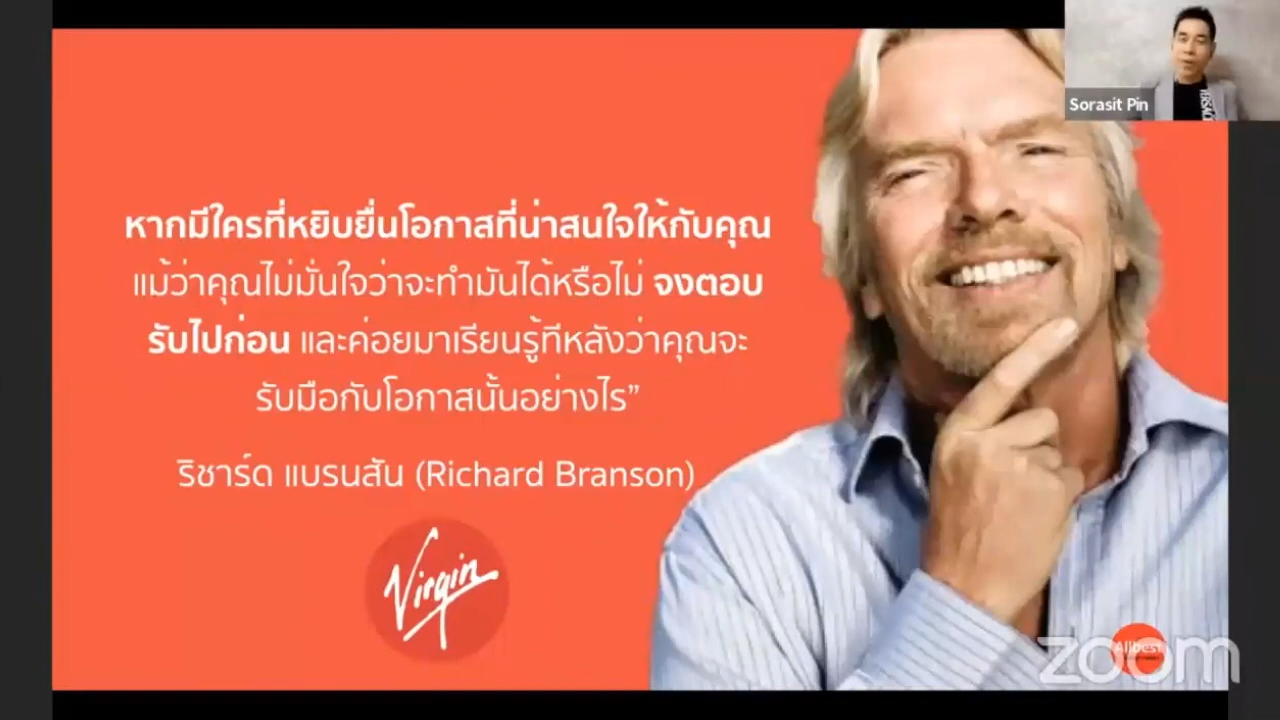 Sorasit Pin
หากมีใครที่หยิบยื่นโอกาสที่น่าสนใจให้กับคุณ
แม้ว่าคุณไม่มั่นใจว่าจะทำมันได้หรือไม่ จงตอบ
รับไปก่อน และค่อยมาเรียนรู้ทีหลังว่าคุณจะ
รับมือกับโอกาสนั้นอย่างไร”
ริชาร์ด แบรนสัน (Richard Branson)
Virgin
Allbest
zoom